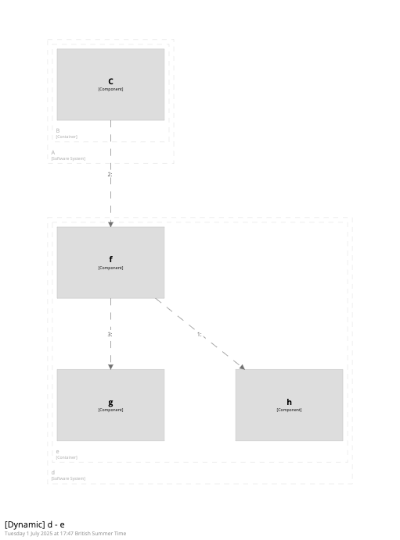 C
[Component]
[Container]
[Software System]
2:
f
[Component]
3:
1:
g
[Component]
h
[Component]
e
[Container]
d
[Software System]
[Dynamic] d - e
Tuesday 1 July 2025 at 17:47 British Summer Time